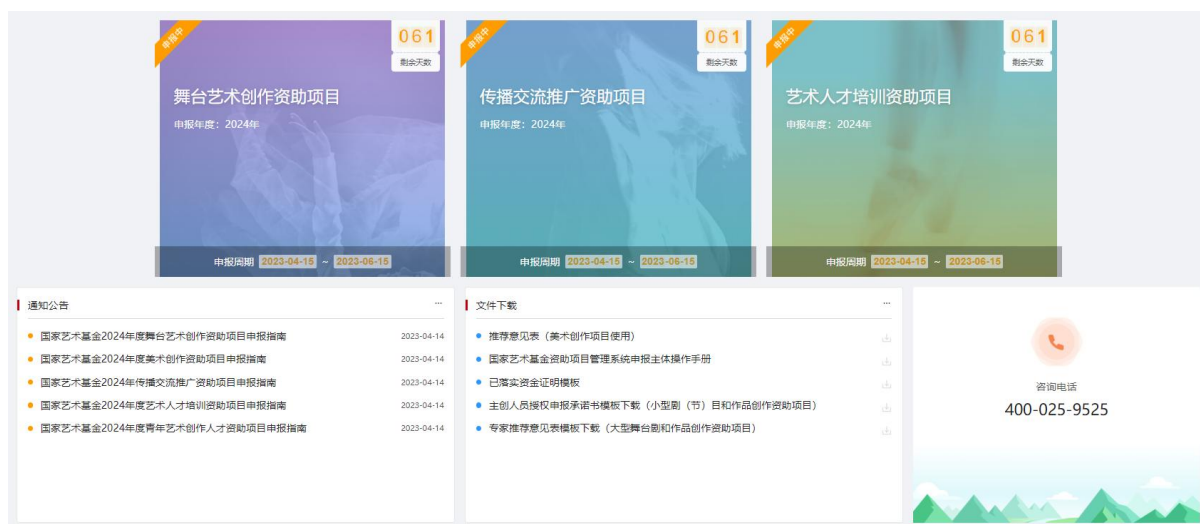 申报中
061
剩余天数
舞台艺术创作资助项目
申报年度：2024年
申报周期 2023-04-15 ~ 2023-06-15
申报中
061
剩余天数
传播交流推广资助项目
申报年度：2024年
申报周期 2023-04-15 ~ 2023-06-15
申报中
061
剩余天数
艺术人才培训资助项目
申报年度：2024年
申报周期 2023-04-15 ~ 2023-06-15
通知公告 ...
国家艺术基金2024年度舞台艺术创作资助项目申报指南 2023-04-14
国家艺术基金2024年度美术创作资助项目申报指南 2023-04-14
国家艺术基金2024年传播交流推广资助项目申报指南 2023-04-14
国家艺术基金2024年度艺术人才培训资助项目申报指南 2023-04-14
国家艺术基金2024年度青年艺术创作人才资助项目申报指南 2023-04-14
文件下载 ...
推荐意见表（美术创作项目使用）
国家艺术基金资助项目管理系统申报主体操作手册
已落实资金证明模板
主创人员授权申报承诺书模板下载（小型剧（节）目和作品创作资助项目）
专家推荐意见表模板下载（大型舞台剧和作品创作资助项目）
咨询电话
400-025-9525